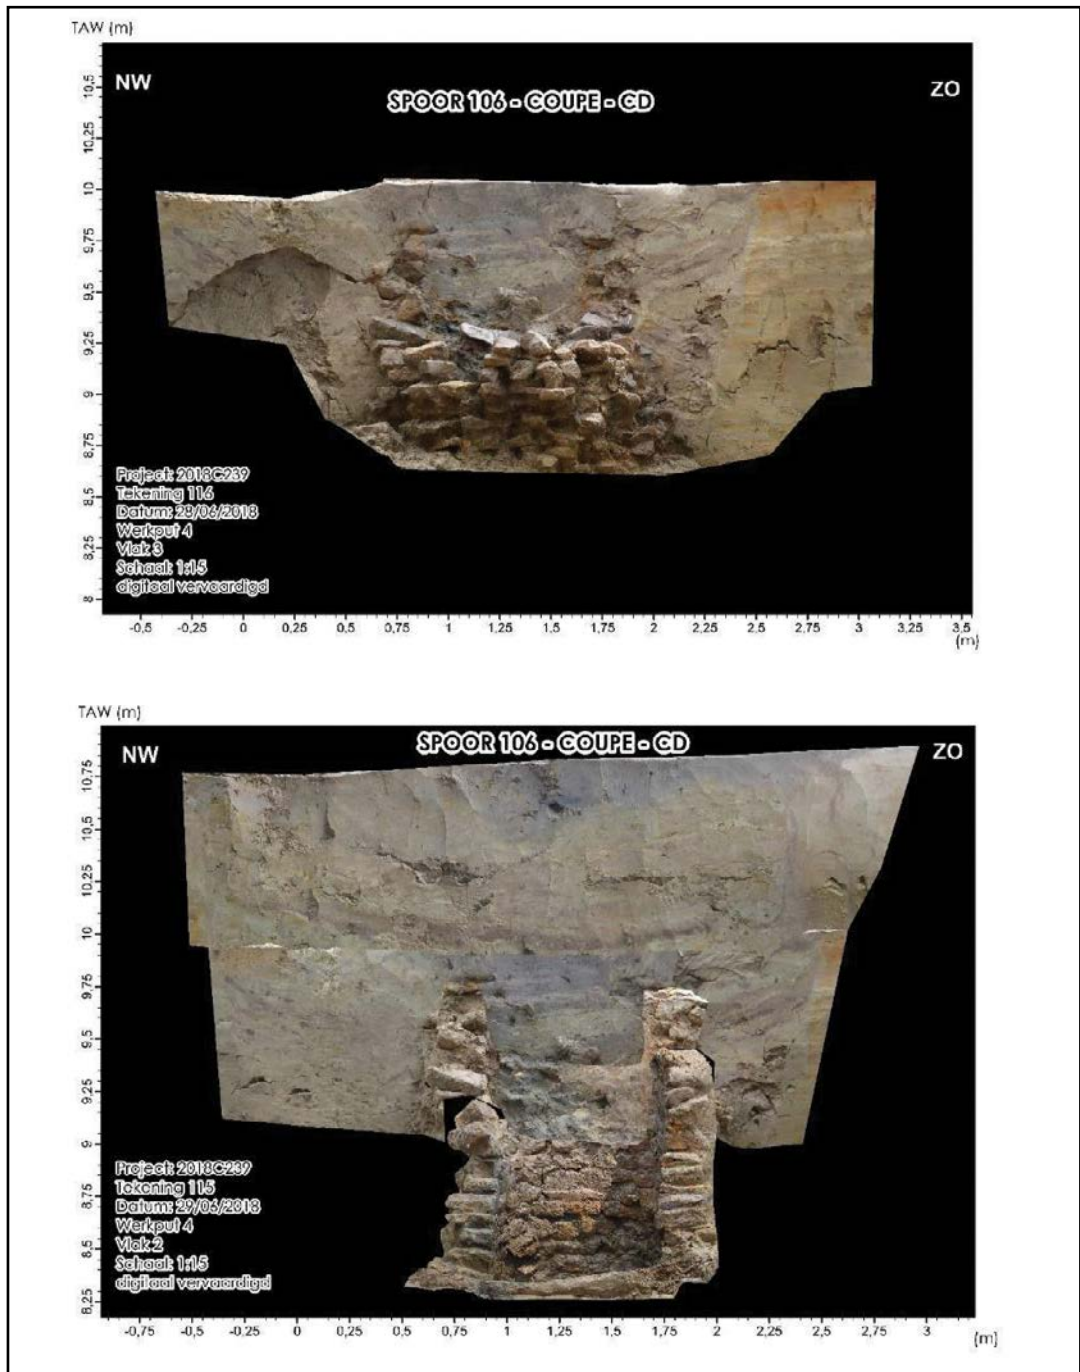 TAW (m)
NW
ZO
SPOOR 106 - COUPE - CD
10,5
10,25
10
9,75
9,5
9,25
9
8,75
8,5
8,25
8
Project: 2018C239
Tekening 116
Datum: 28/06/2018
Werkput 4
Vlak 3
Schaal: 1:15
digitaal vervaardigd
-0,5 -0,25 0 0,25 0,5 0,75 1 1,25 1,5 1,75 2 2,25 2,5 2,75 3 3,25 3,5
(m)
TAW (m)
SPOOR 106 - COUPE - CD
NW
ZO
10,75
10,5
10,25
10
9,75
9,5
9,25
9
8,75
8,5
8,25
Project: 2018C239
Tekening 115
Datum: 29/06/2018
Werkput 4
Vlak 2
Schaal: 1:15
digitaal vervaardigd
-0,75 -0,5 -0,25 0 0,25 0,5 0,75 1 1,25 1,5 1,75 2 2,25 2,5 2,75 3
(m)